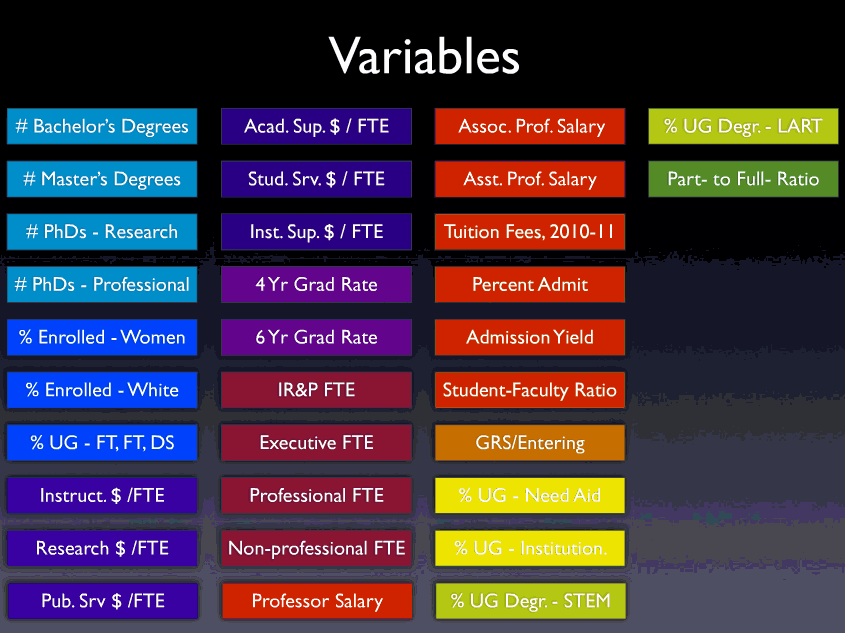 Variables
# Bachelor's Degrees
# Master's Degrees
# PhDs - Research
# PhDs - Professional
% Enrolled - Women
% Enrolled - White
% UG - FT, FT, DS
Instruct. $ /FTE
Research $ /FTE
Pub. Srv $ /FTE
Acad. Sup. $ / FTE
Stud. Srv. $ / FTE
Inst. Sup. $ / FTE
4 Yr Grad Rate
6 Yr Grad Rate
IR&P FTE
Executive FTE
Professional FTE
Non-professional FTE
Professor Salary
Assoc. Prof. Salary
Asst. Prof. Salary
Tuition Fees, 2010-11
Percent Admit
Admission Yield
Student-Faculty Ratio
GRS/Entering
% UG - Need Aid
% UG - Institution.
% UG Degr. - STEM
% UG Degr. - LART
Part- to Full- Ratio